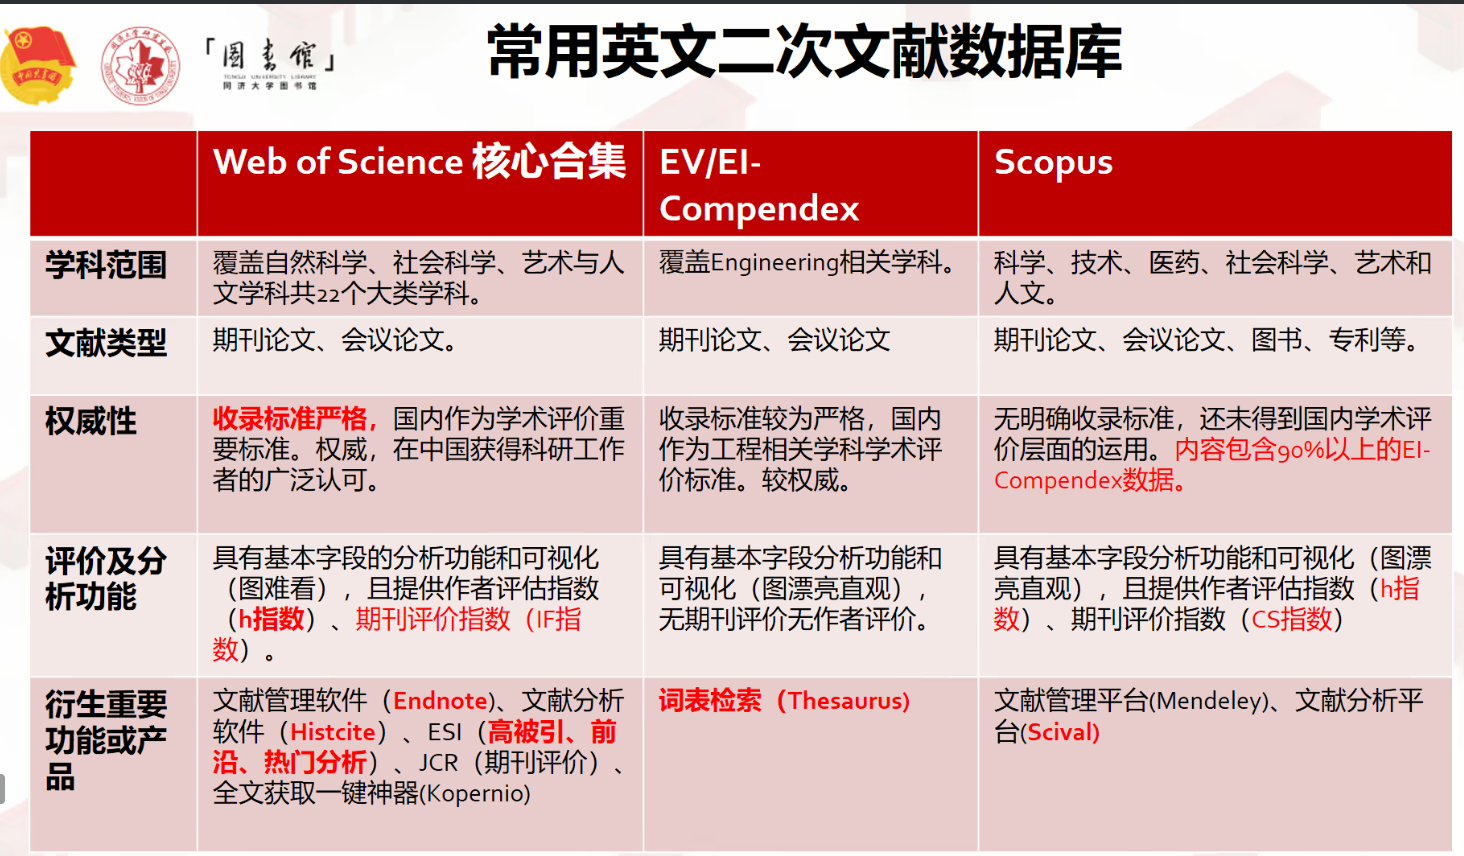 常用英文二次文献数据库
「图书馆」
TONGJI UNIVERSITY LIBRARY
同济大学图书馆
Web of Science 核心合集
EV/EI-
Compendex
Scopus
学科范围
覆盖自然科学、社会科学、艺术与人
文学科共22个大类学科。
覆盖Engineering相关学科。
科学、技术、医药、社会科学、艺术和
人文。
文献类型
期刊论文、会议论文。
期刊论文、会议论文
期刊论文、会议论文、图书、专利等。
权威性
收录标准严格，国内作为学术评价重
要标准。权威，在中国获得科研工作
者的广泛认可。
收录标准较为严格，国内
作为工程相关学科学术评
价标准。较权威。
无明确收录标准，还未得到国内学术评
价层面的运用。内容包含90%以上的EI-
Compendex数据。
评价及分
析功能
具有基本字段的分析功能和可视化
（图难看），且提供作者评估指数
（h指数）、期刊评价指数（IF指
数）。
具有基本字段分析功能和
可视化（图漂亮直观），
无期刊评价无作者评价。
具有基本字段分析功能和可视化（图漂
亮直观），且提供作者评估指数（h指
数）、期刊评价指数（CS指数）
衍生重要
功能或产
品
文献管理软件（Endnote)、文献分析
软件（Histcite）、ESI（高被引、前
沿、热门分析）、JCR（期刊评价）、
全文获取一键神器(Kopernio)
词表检索（Thesaurus)
文献管理平台(Mendeley)、文献分析平
台(Scival)